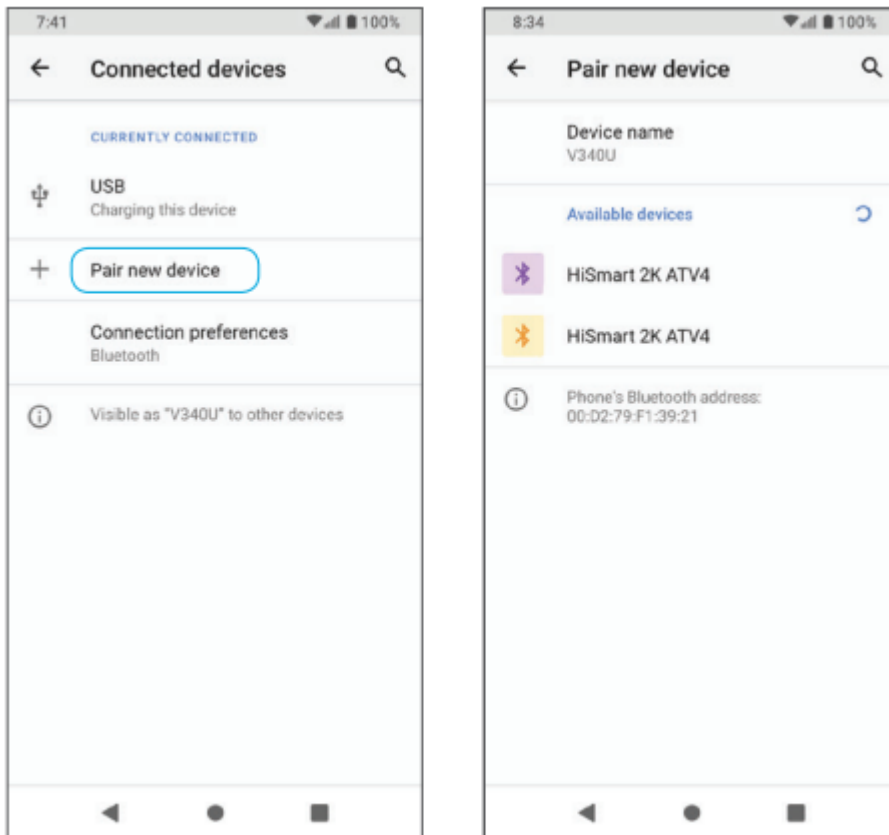 7:41
100%
Connected devices
CURRENTLY CONNECTED
USB
Charging this device
Pair new device
Connection preferences
Bluetooth
Visible as "V340U" to other devices
8:34
100%
Pair new device
Device name
V340U
Available devices
HiSmart 2K ATV4
HiSmart 2K ATV4
Phone's Bluetooth address:
00:D2:79:F1:39:21